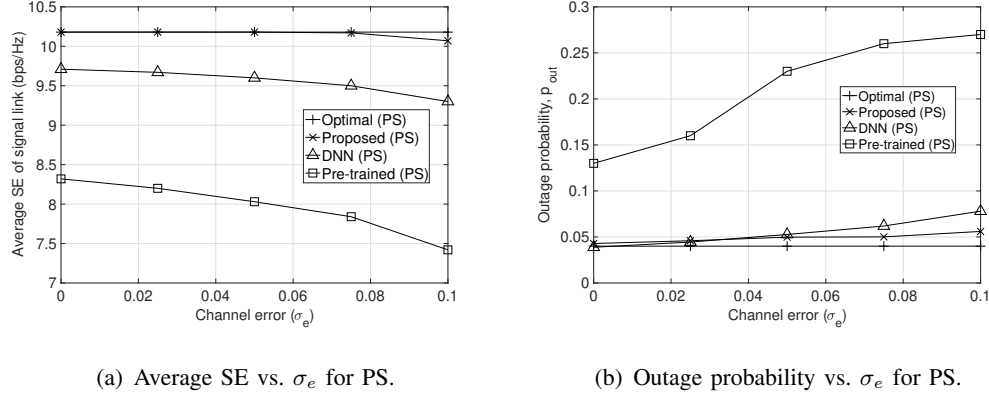 10.5
10
9.5
9
8.5
8
7.5
7
Average SE of signal link (bps/Hz)
Optimal (PS)
Proposed (PS)
DNN (PS)
Pre-trained (PS)
0 0.02 0.04 0.06 0.08 0.1
Channel error (σe)
(a) Average SE vs. σe for PS.
0.3
0.25
0.2
0.15
0.1
0.05
0
Outage probability, pout
Optimal (PS)
Proposed (PS)
DNN (PS)
Pre-trained (PS)
0 0.02 0.04 0.06 0.08 0.1
Channel error (σe)
(b) Outage probability vs. σe for PS.